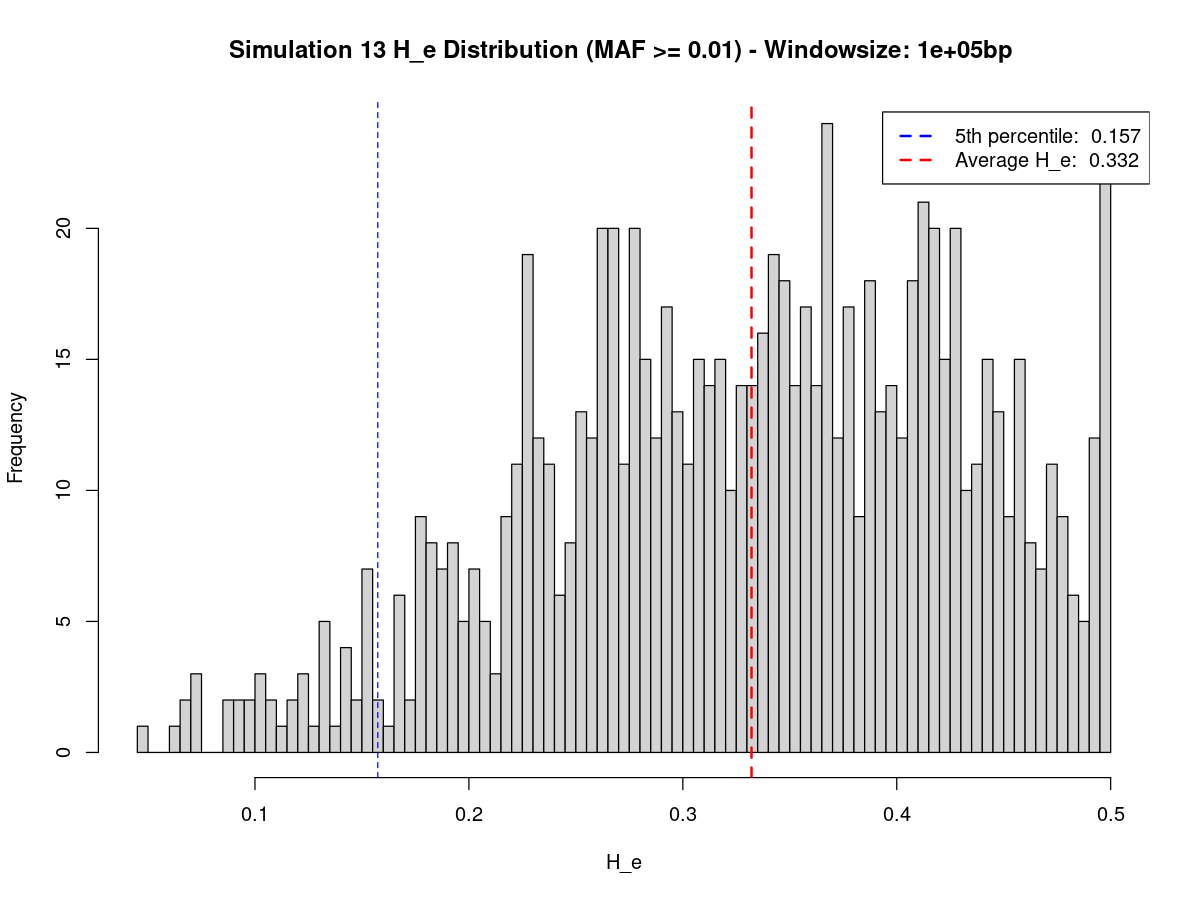 Simulation 13 H_e Distribution (MAF >= 0.01) - Windowsize: 1e+05bp
5th percentile:  0.157
Average H_e:  0.332
Frequency
20
15
10
5
0
0.1 0.2 0.3 0.4 0.5
H_e